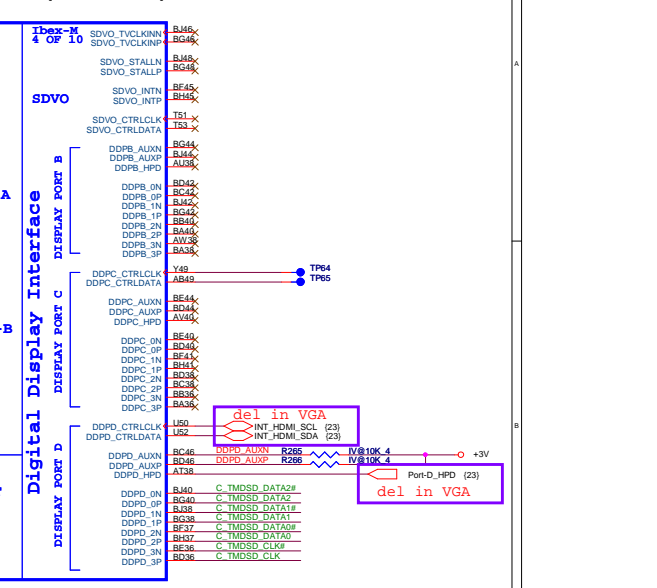 Ibex-M
4 OF 10
SDVO
SDVO_TVCLKINN BJ46
SDVO_TVCLKINP BG46
SDVO_STALLN BJ48
SDVO_STALLP BG48
SDVO_INTN BF45
SDVO_INTP BH45
SDVO_CTRLCLK T51
SDVO_CTRLDATA T53
DDPB_AUXN BG44
DDPB_AUXP BJ44
DDPB_HPD AU38
DDPB_0N BD42
DDPB_0P BC42
DDPB_1N BJ42
DDPB_1P BG42
DDPB_2N BB40
DDPB_2P BA40
DDPB_3N AW38
DDPB_3P BA38
DDPC_CTRLCLK Y49 TP64
DDPC_CTRLDATA AB49 TP65
DDPC_AUXN BE44
DDPC_AUXP BD44
DDPC_HPD AV40
DDPC_0N BE40
DDPC_0P BD40
DDPC_1N BF41
DDPC_1P BH41
DDPC_2N BD38
DDPC_2P BC38
DDPC_3N BB36
DDPC_3P BA36
del in VGA
DDPD_CTRLCLK U50 INT_HDMI_SCL {23}
DDPD_CTRLDATA U52 INT_HDMI_SDA {23}
DDPD_AUXN BC46 DDPD_AUXN R265 IV@10K_4 +3V
DDPD_AUXP BD46 DDPD_AUXP R266 IV@10K_4
DDPD_HPD AT38 Port-D_HPD {23}
del in VGA
DDPD_0N BJ40 C_TMDSD_DATA2#
DDPD_0P BG40 C_TMDSD_DATA2
DDPD_1N BJ38 C_TMDSD_DATA1#
DDPD_1P BG38 C_TMDSD_DATA1
DDPD_2N BF37 C_TMDSD_DATA0#
DDPD_2P BH37 C_TMDSD_DATA0
DDPD_3N BE36 C_TMDSD_CLK#
DDPD_3P BD36 C_TMDSD_CLK
Digital Display Interface
DISPLAY PORT B
DISPLAY PORT C
DISPLAY PORT D
A
-B
A
B